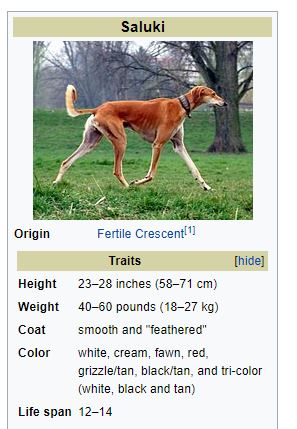 Saluki
Origin Fertile Crescent[1]
Traits [hide]
Height 23–28 inches (58–71 cm)
Weight 40–60 pounds (18–27 kg)
Coat smooth and "feathered"
Color white, cream, fawn, red,
grizzle/tan, black/tan, and tri-color
(white, black and tan)
Life span 12–14